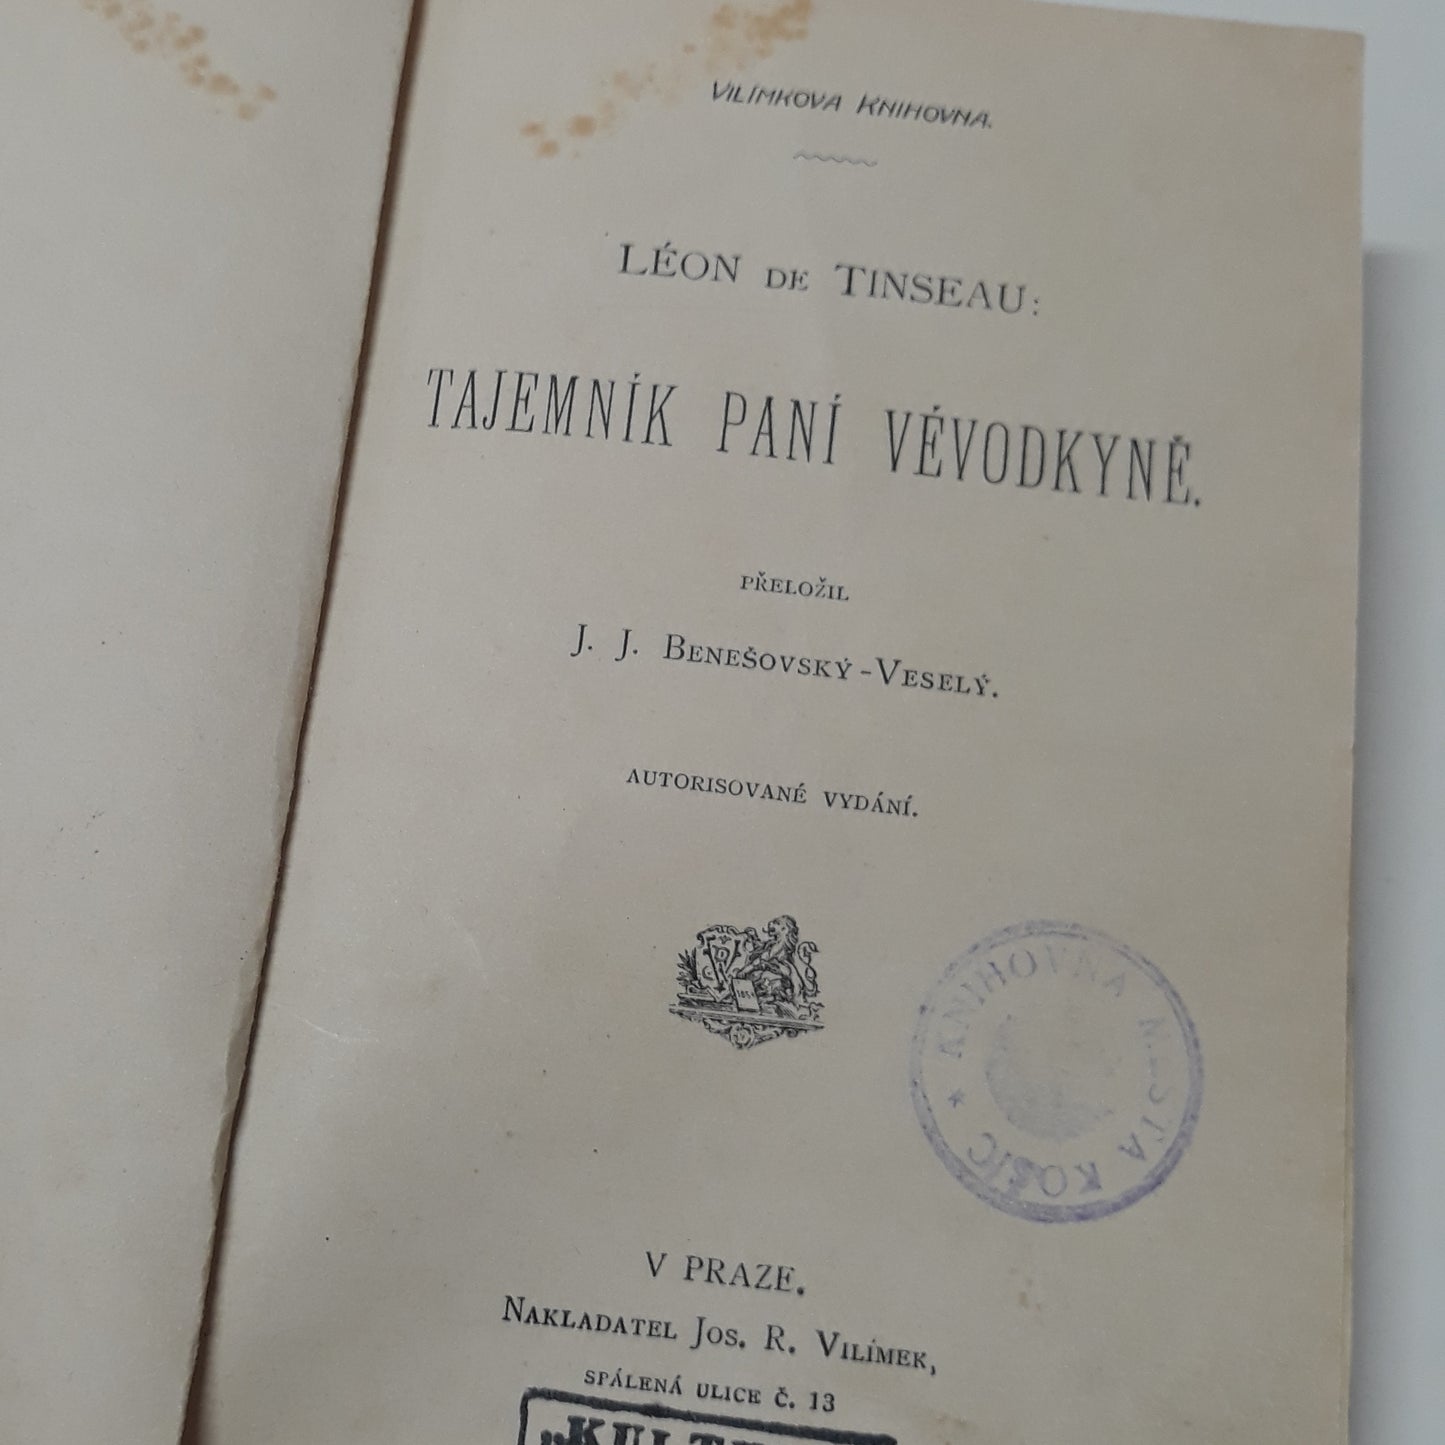 VILÍMKOVA KNIHOVNA.
LÉON DE TINSEAU:
TAJEMNÍK PANÍ VÉVODKYNĚ.
PŘELOŽIL
J. J. BENEŠOVSKÝ-VESELÝ.
AUTORISOVANÉ VYDÁNÍ.
KNIHOVNA MĚSTA KOŠIC
V PRAZE.
NAKLADATEL JOS. R. VILÍMEK,
SPÁLENÁ ULICE Č. 13